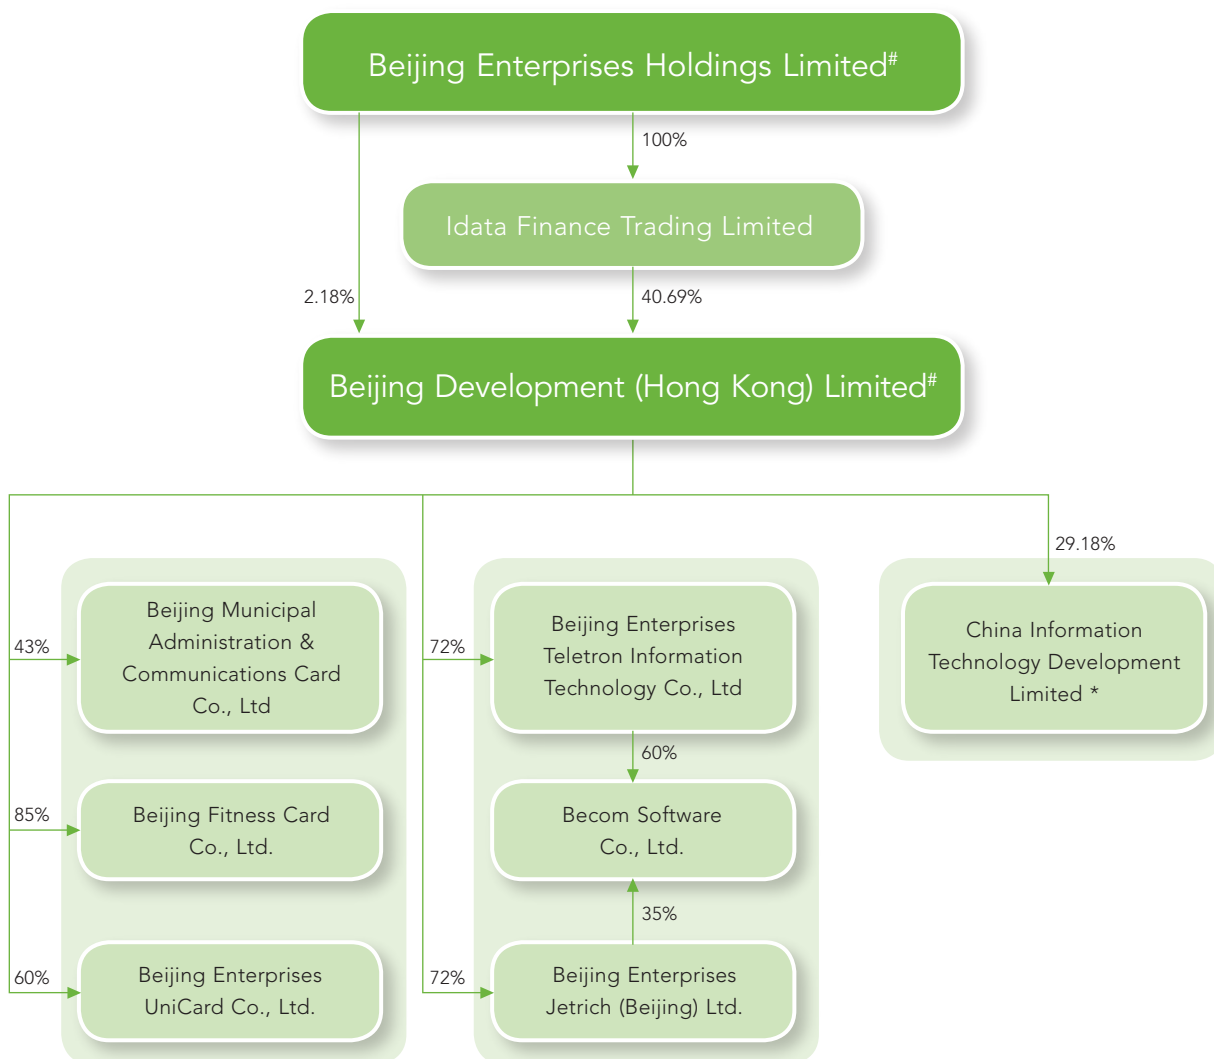 Beijing Enterprises Holdings Limited#
100%
Idata Finance Trading Limited
2.18%
40.69%
Beijing Development (Hong Kong) Limited#
29.18%
43%
Beijing Municipal
Administration &
Communications Card
Co., Ltd
72%
Beijing Enterprises
Teletron Information
Technology Co., Ltd
China Information
Technology Development
Limited *
60%
85%
Beijing Fitness Card
Co., Ltd.
Becom Software
Co., Ltd.
35%
60%
Beijing Enterprises
UniCard Co., Ltd.
72%
Beijing Enterprises
Jetrich (Beijing) Ltd.